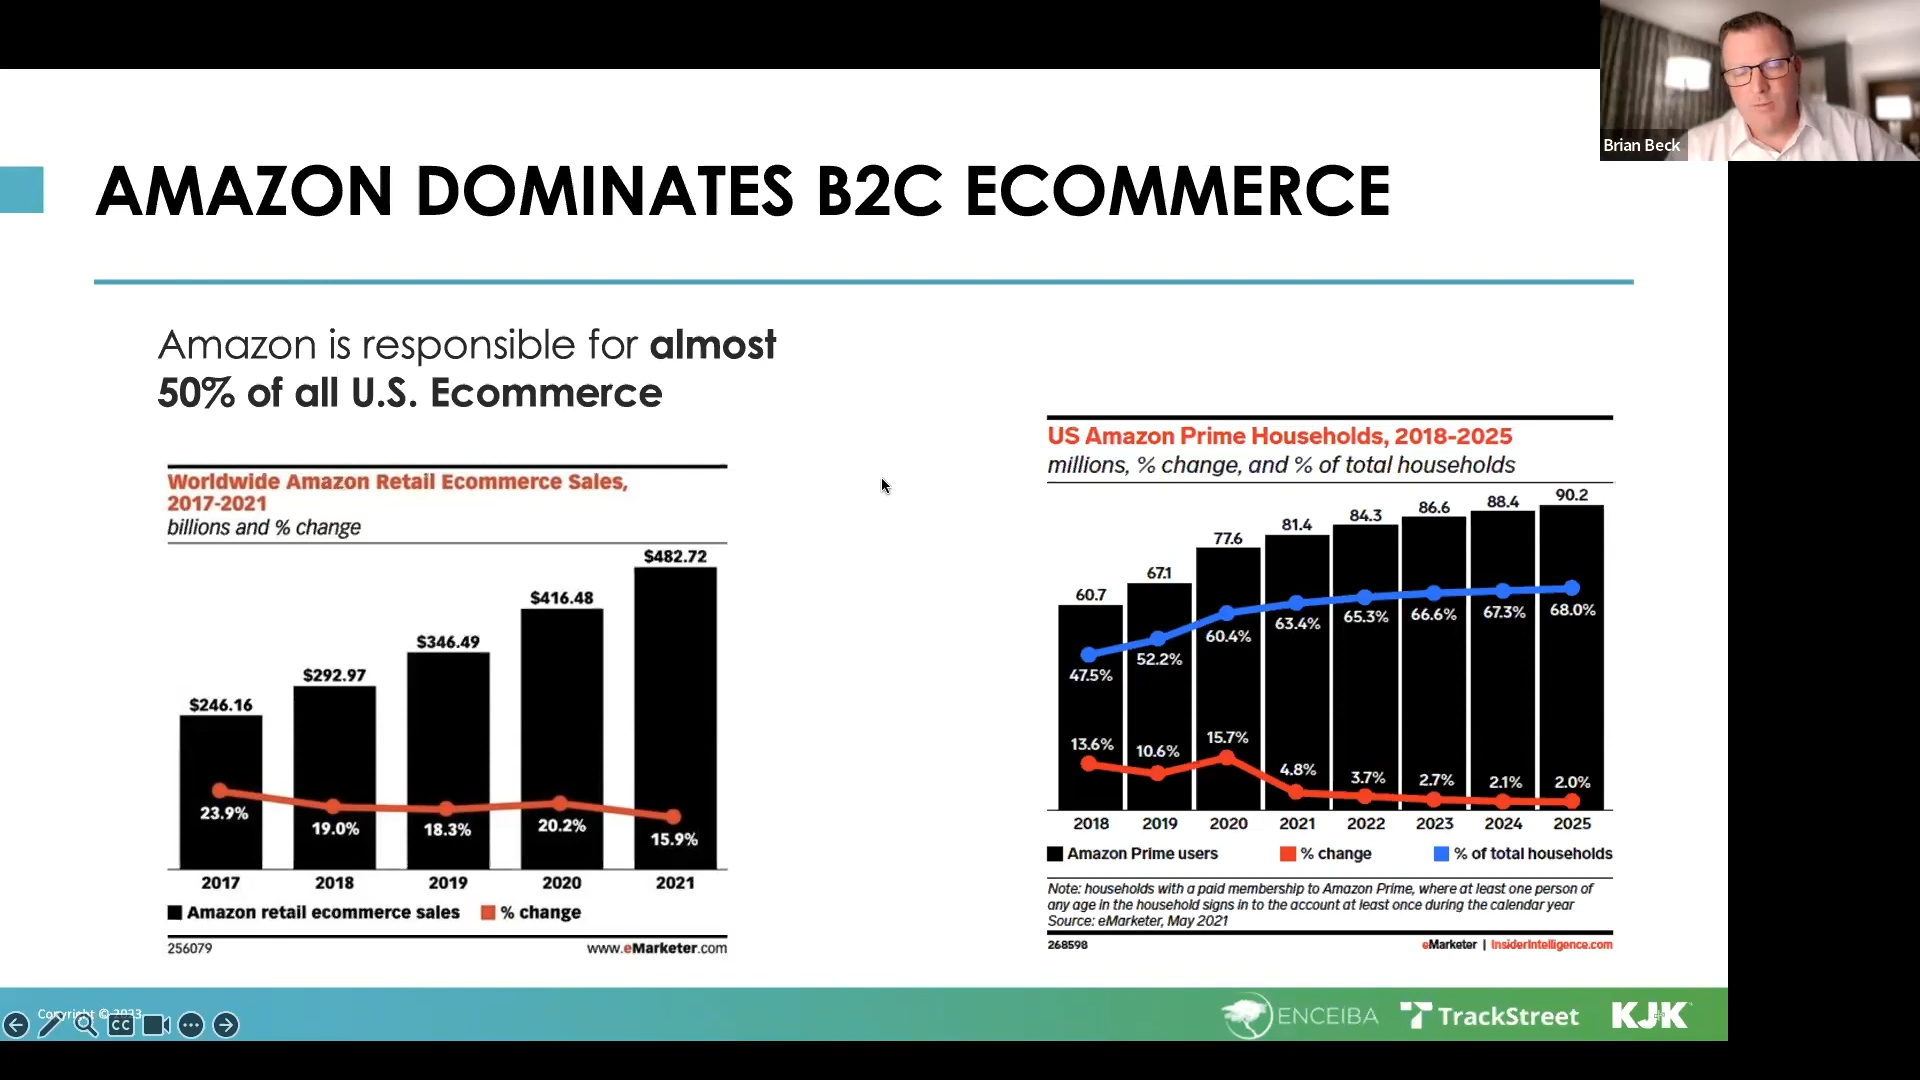 Brian Beck
AMAZON DOMINATES B2C ECOMMERCE
Amazon is responsible for almost
50% of all U.S. Ecommerce
Worldwide Amazon Retail Ecommerce Sales,
2017-2021
billions and % change
$246.16
$292.97
$346.49
$416.48
$482.72
23.9%
19.0%
18.3%
20.2%
15.9%
2017 2018 2019 2020 2021
Amazon retail ecommerce sales % change
256079 www.eMarketer.com
US Amazon Prime Households, 2018-2025
millions, % change, and % of total households
60.7
67.1
77.6
81.4
84.3
86.6
88.4
90.2
47.5%
52.2%
60.4%
63.4%
65.3%
66.6%
67.3%
68.0%
13.6%
10.6%
15.7%
4.8%
3.7%
2.7%
2.1%
2.0%
2018 2019 2020 2021 2022 2023 2024 2025
Amazon Prime users % change % of total households
Note: households with a paid membership to Amazon Prime, where at least one person of
any age in the household signs in to the account at least once during the calendar year
Source: eMarketer, May 2021
268598 eMarketer | InsiderIntelligence.com
Copyright © 2023
CC
ENCEIBA TrackStreet KJK